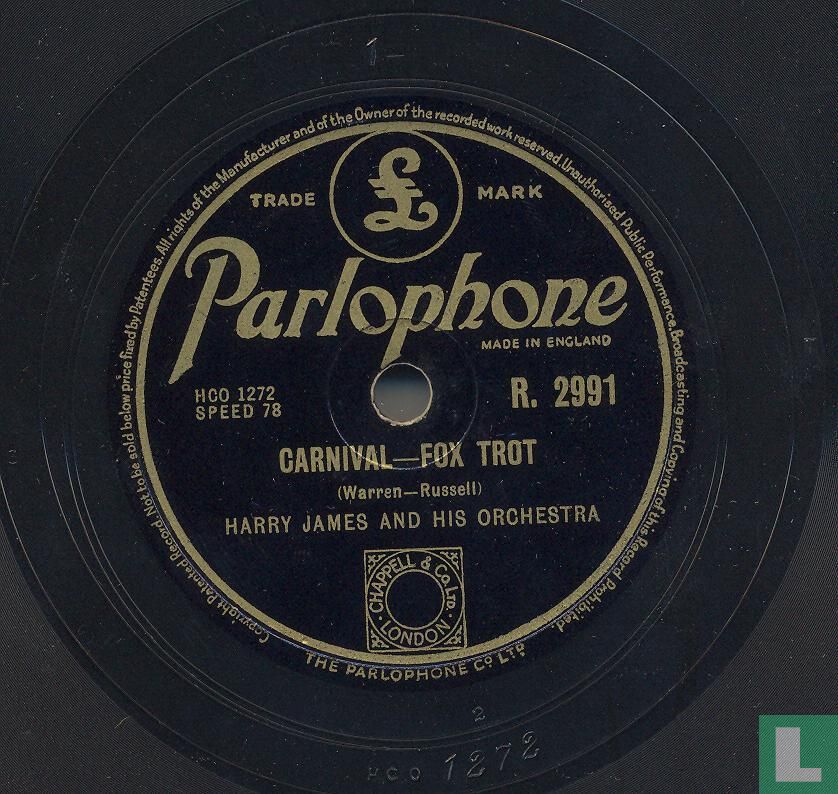 1-
Copyright. Patented Record Not to be sold below price fixed by Patentees. All rights of the Manufacturer and of the Owner of the recorded work reserved. Unauthorised Public Performance, Broadcasting and Copying of this Record Prohibited.
TRADE £ MARK
Parlophone
MADE IN ENGLAND
HCO 1272
SPEED 78
R. 2991
CARNIVAL—FOX TROT
(Warren—Russell)
HARRY JAMES AND HIS ORCHESTRA
CHAPPELL & Co. LTD.
· LONDON ·
THE PARLOPHONE Co LTD
2
HCO 1272
L